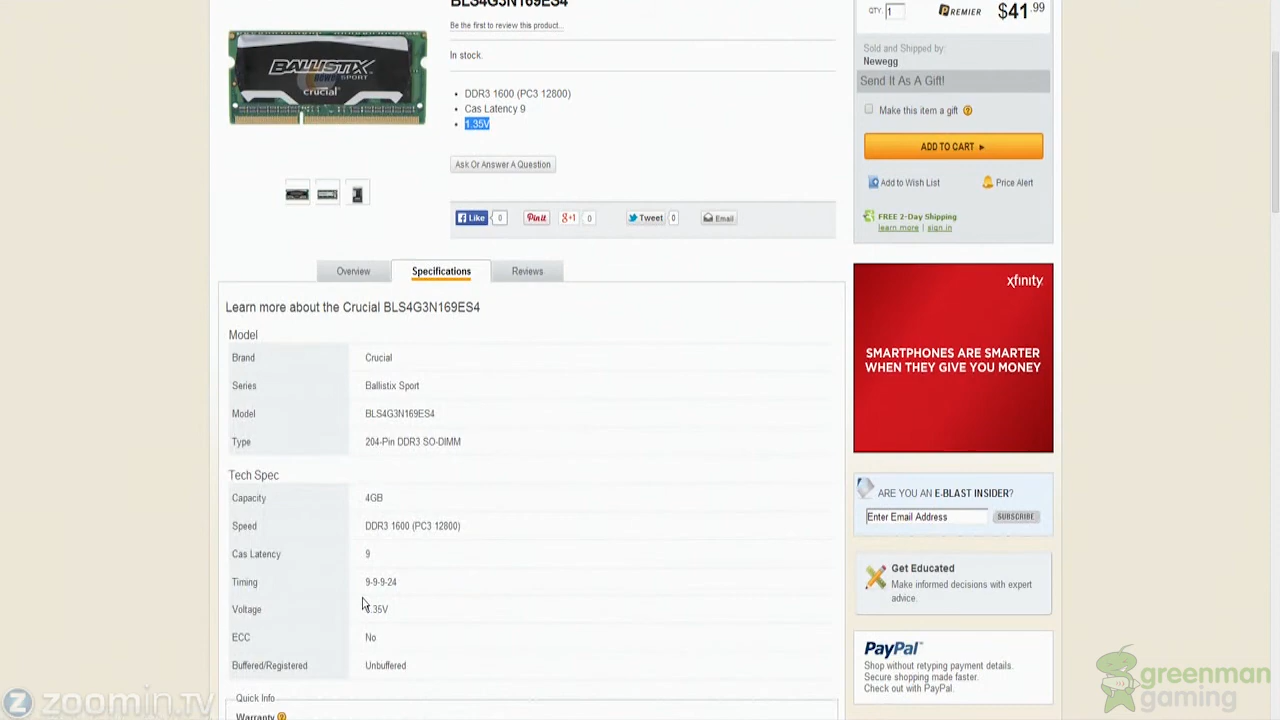 BLS4G3N169ES4
Be the first to review this product...
In stock.
DDR3 1600 (PC3 12800)
Cas Latency 9
1.35V
Ask Or Answer A Question
BALLISTIX
SPORT
crucial
Like 0
Pinit
g+1 0
Tweet 0
Email
QTY: 1
PREMIER
$41.99
Sold and Shipped by:
Newegg
Send It As A Gift!
Make this item a gift
ADD TO CART
Add to Wish List
Price Alert
FREE 2-Day Shipping
learn more | sign in
Overview
Specifications
Reviews
Learn more about the Crucial BLS4G3N169ES4
Model
Brand Crucial
Series Ballistix Sport
Model BLS4G3N169ES4
Type 204-Pin DDR3 SO-DIMM
Tech Spec
Capacity 4GB
Speed DDR3 1600 (PC3 12800)
Cas Latency 9
Timing 9-9-9-24
Voltage 1.35V
ECC No
Buffered/Registered Unbuffered
Quick Info
Warranty
xfinity
SMARTPHONES ARE SMARTER
WHEN THEY GIVE YOU MONEY
ARE YOU AN E-BLAST INSIDER?
Enter Email Address
SUBSCRIBE
Get Educated
Make informed decisions with expert
advice.
PayPal
Shop without retyping payment details.
Secure shopping made faster.
Check out with PayPal.
zoomin.tv
greenman
gaming